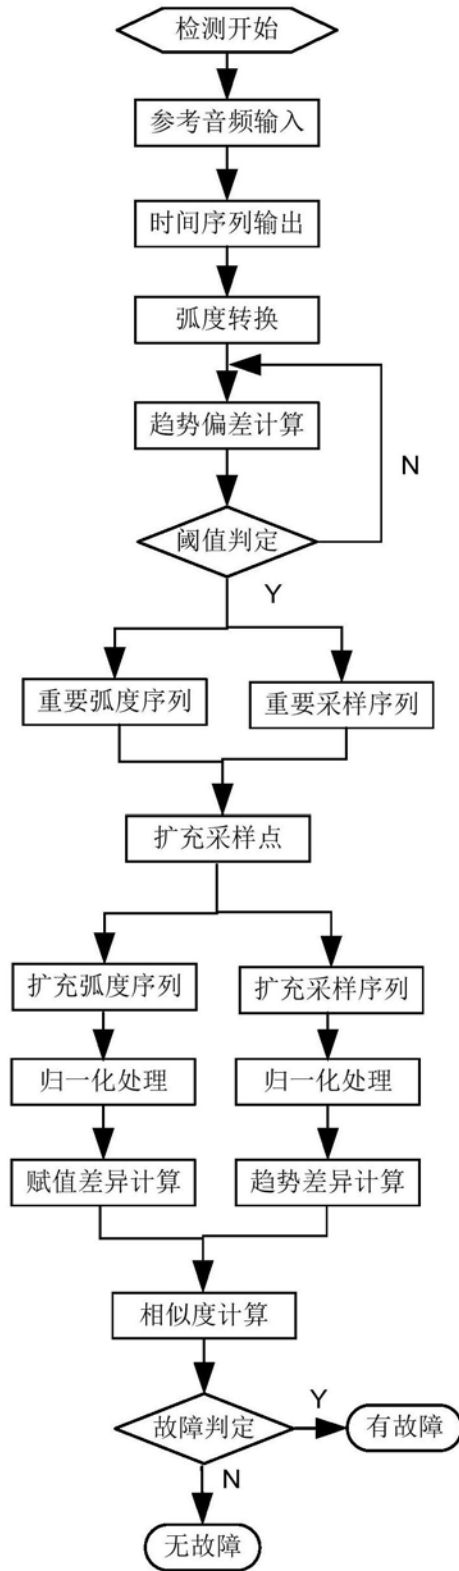 检测开始
参考音频输入
时间序列输出
弧度转换
趋势偏差计算
N
阈值判定
Y
重要弧度序列
重要采样序列
扩充采样点
扩充弧度序列
扩充采样序列
归一化处理
归一化处理
赋值差异计算
趋势差异计算
相似度计算
故障判定
Y
有故障
N
无故障